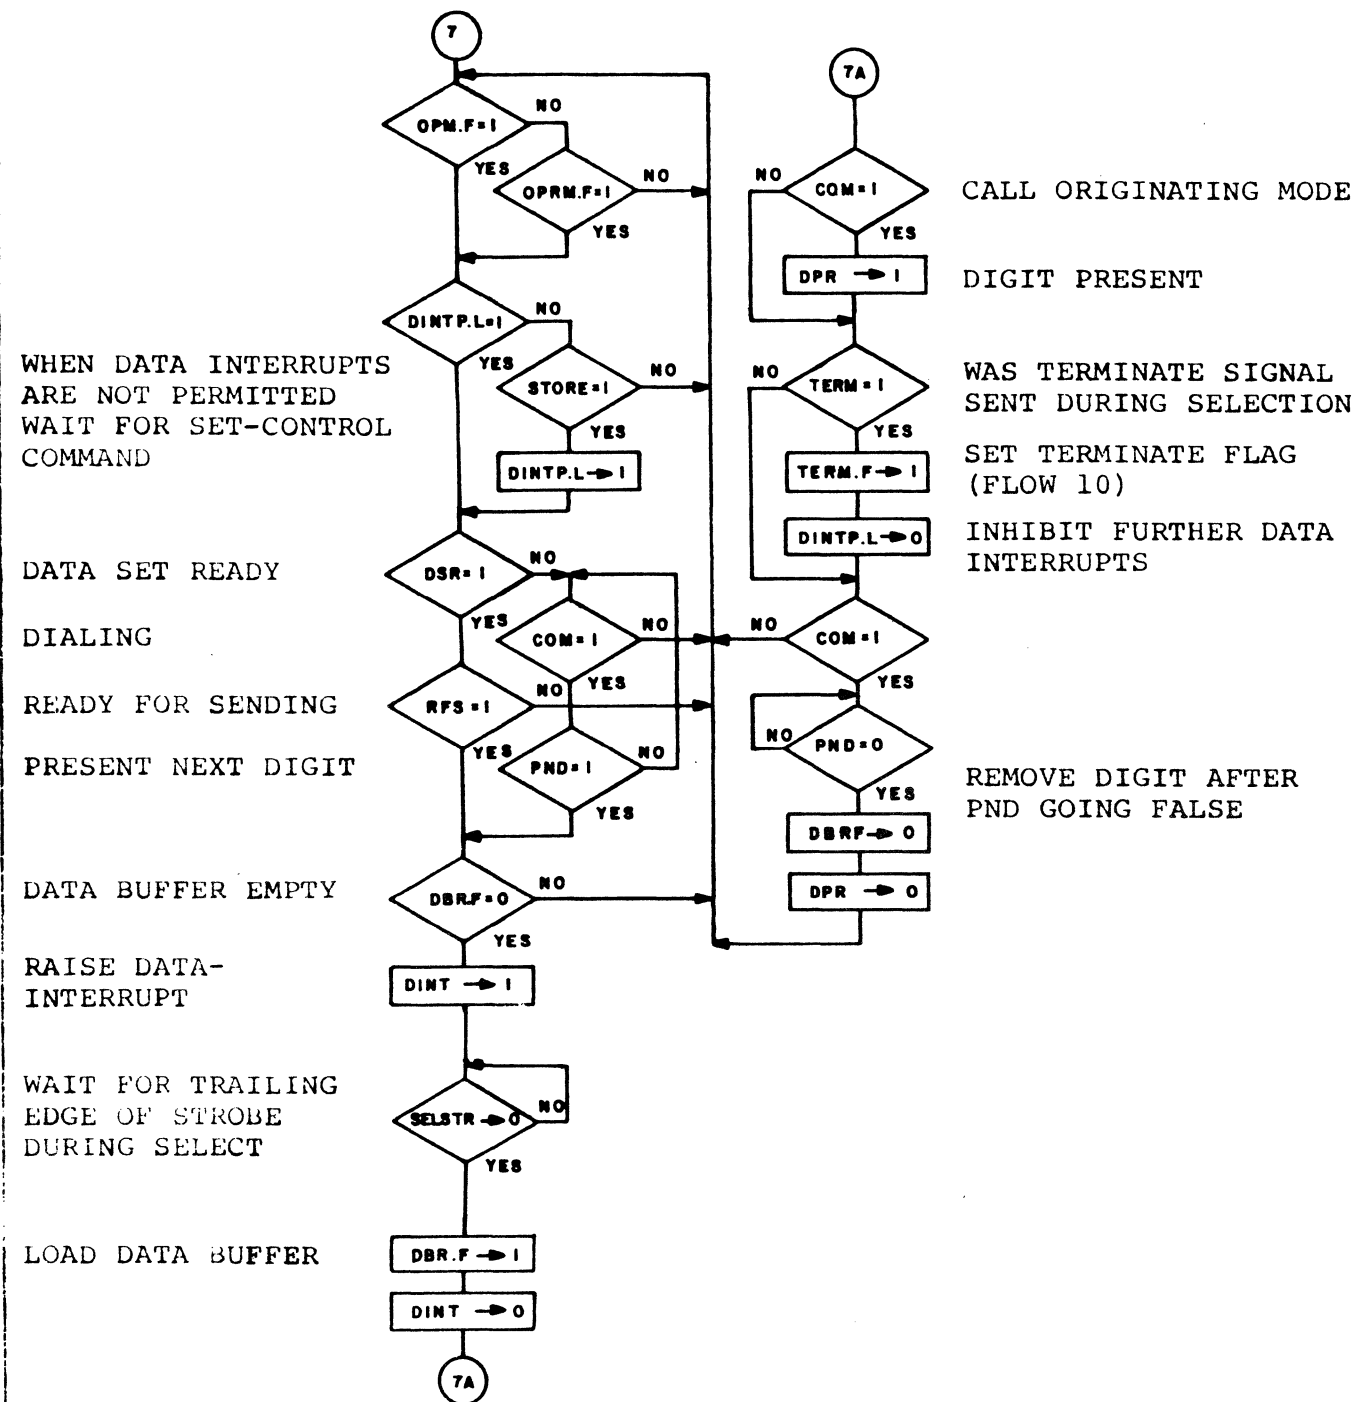 7
OPM.F=1
NO
YES
OPRM.F=1
NO
YES
DINTP.L=1
NO
YES
WHEN DATA INTERRUPTS
ARE NOT PERMITTED
WAIT FOR SET-CONTROL
COMMAND
STORE=1
NO
YES
DINTP.L→1
DATA SET READY
DSR=1
NO
YES
DIALING
COM=1
NO
YES
READY FOR SENDING
RFS=1
NO
YES
PRESENT NEXT DIGIT
PND=1
NO
YES
DATA BUFFER EMPTY
DBR.F=0
NO
YES
RAISE DATA-
INTERRUPT
DINT → 1
WAIT FOR TRAILING
EDGE OF STROBE
DURING SELECT
SELSTR → 0
NO
YES
LOAD DATA BUFFER
DBR.F → 1
DINT → 0
7A
7A
NO
COM=1
YES
CALL ORIGINATING MODE
DPR → 1
DIGIT PRESENT
NO
TERM=1
YES
WAS TERMINATE SIGNAL
SENT DURING SELECTION
TERM.F→1
SET TERMINATE FLAG
(FLOW 10)
DINTP.L→0
INHIBIT FURTHER DATA
INTERRUPTS
NO
COM=1
YES
NO
PND=0
YES
REMOVE DIGIT AFTER
PND GOING FALSE
DBRF→0
DPR → 0